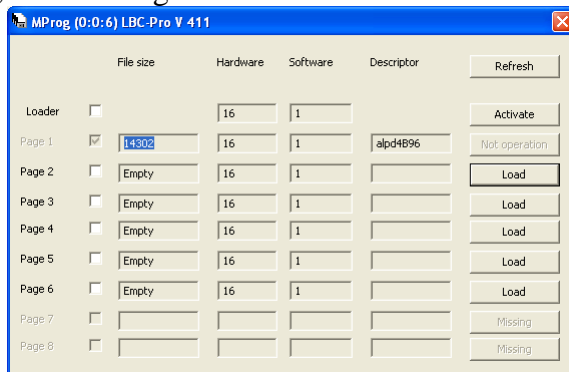 MProg (0:0:6) LBC-Pro V 411
File size Hardware Software Descriptor Refresh
Loader 16 1 Activate
Page 1 14302 16 1 alpd4B96 Not operation
Page 2 Empty 16 1 Load
Page 3 Empty 16 1 Load
Page 4 Empty 16 1 Load
Page 5 Empty 16 1 Load
Page 6 Empty 16 1 Load
Page 7 Missing
Page 8 Missing